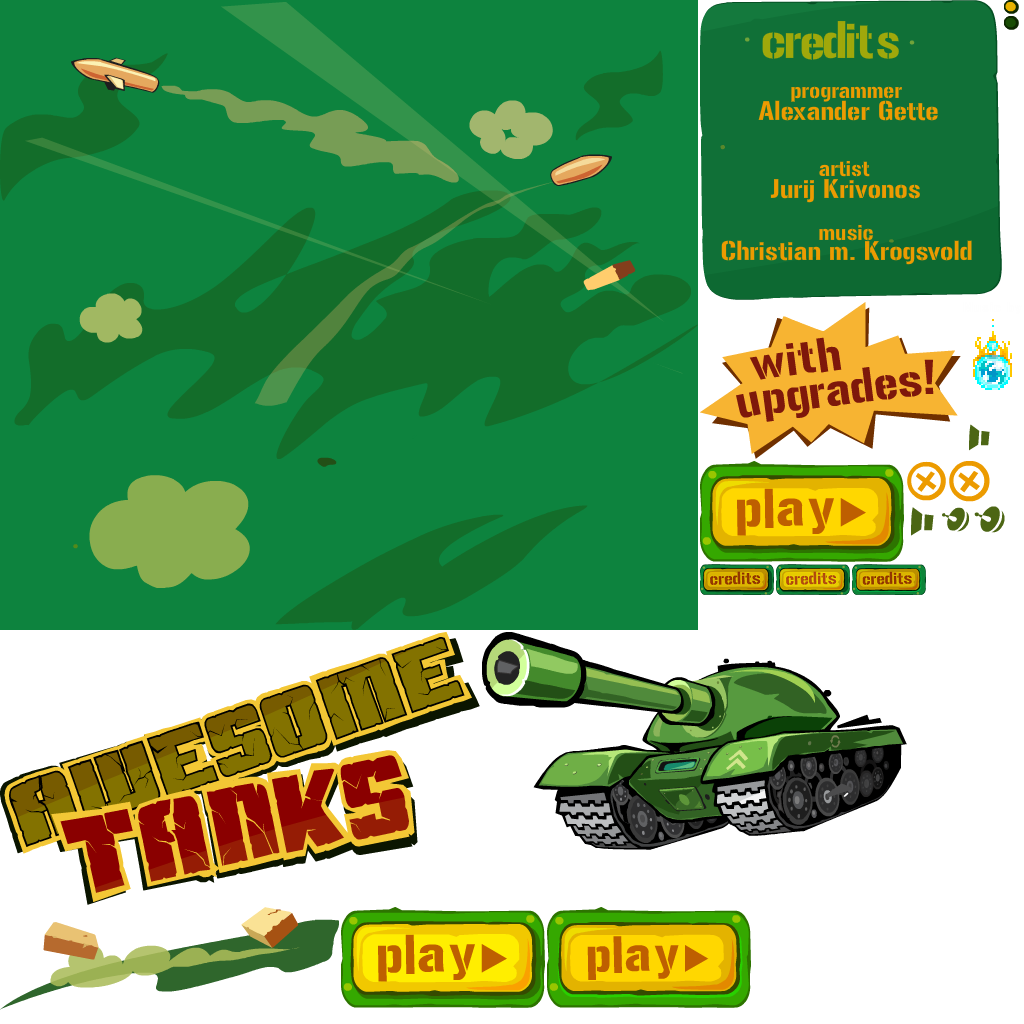 credits
programmer
Alexander Gette
artist
Jurij Krivonos
music
Christian m. Krogsvold
with
upgrades!
play
credits credits credits
AWESOME
TANKS
play play